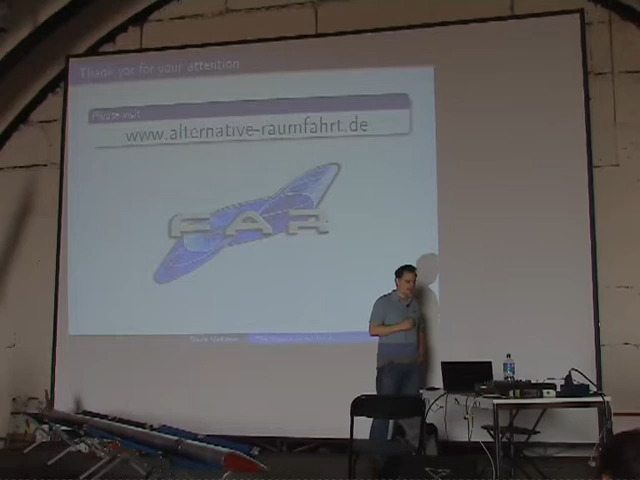 Thank you for your attention
Please visit
www.alternative-raumfahrt.de
FAR